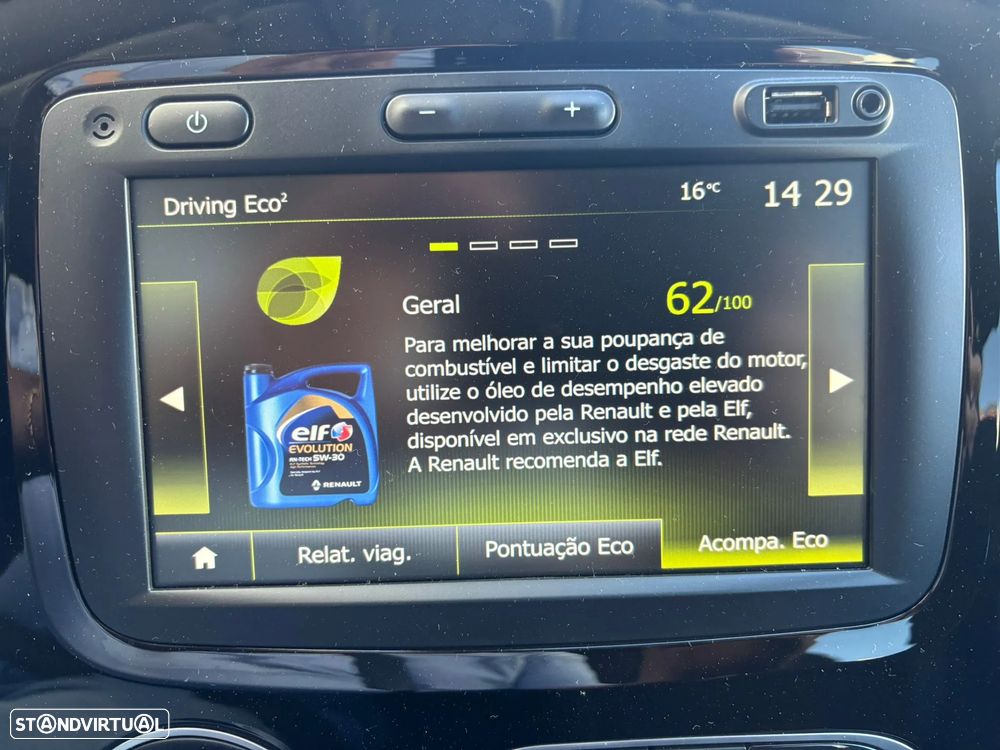 Driving Eco²
16°C
14 29
Geral
62/100
Para melhorar a sua poupança de
combustível e limitar o desgaste do motor,
utilize o óleo de desempenho elevado
desenvolvido pela Renault e pela Elf,
disponível em exclusivo na rede Renault.
A Renault recomenda a Elf.
elf
EVOLUTION
RN-TECH 5W-30
RENAULT
Relat. viag.
Pontuação Eco
Acompa. Eco
STANDVIRTUAL